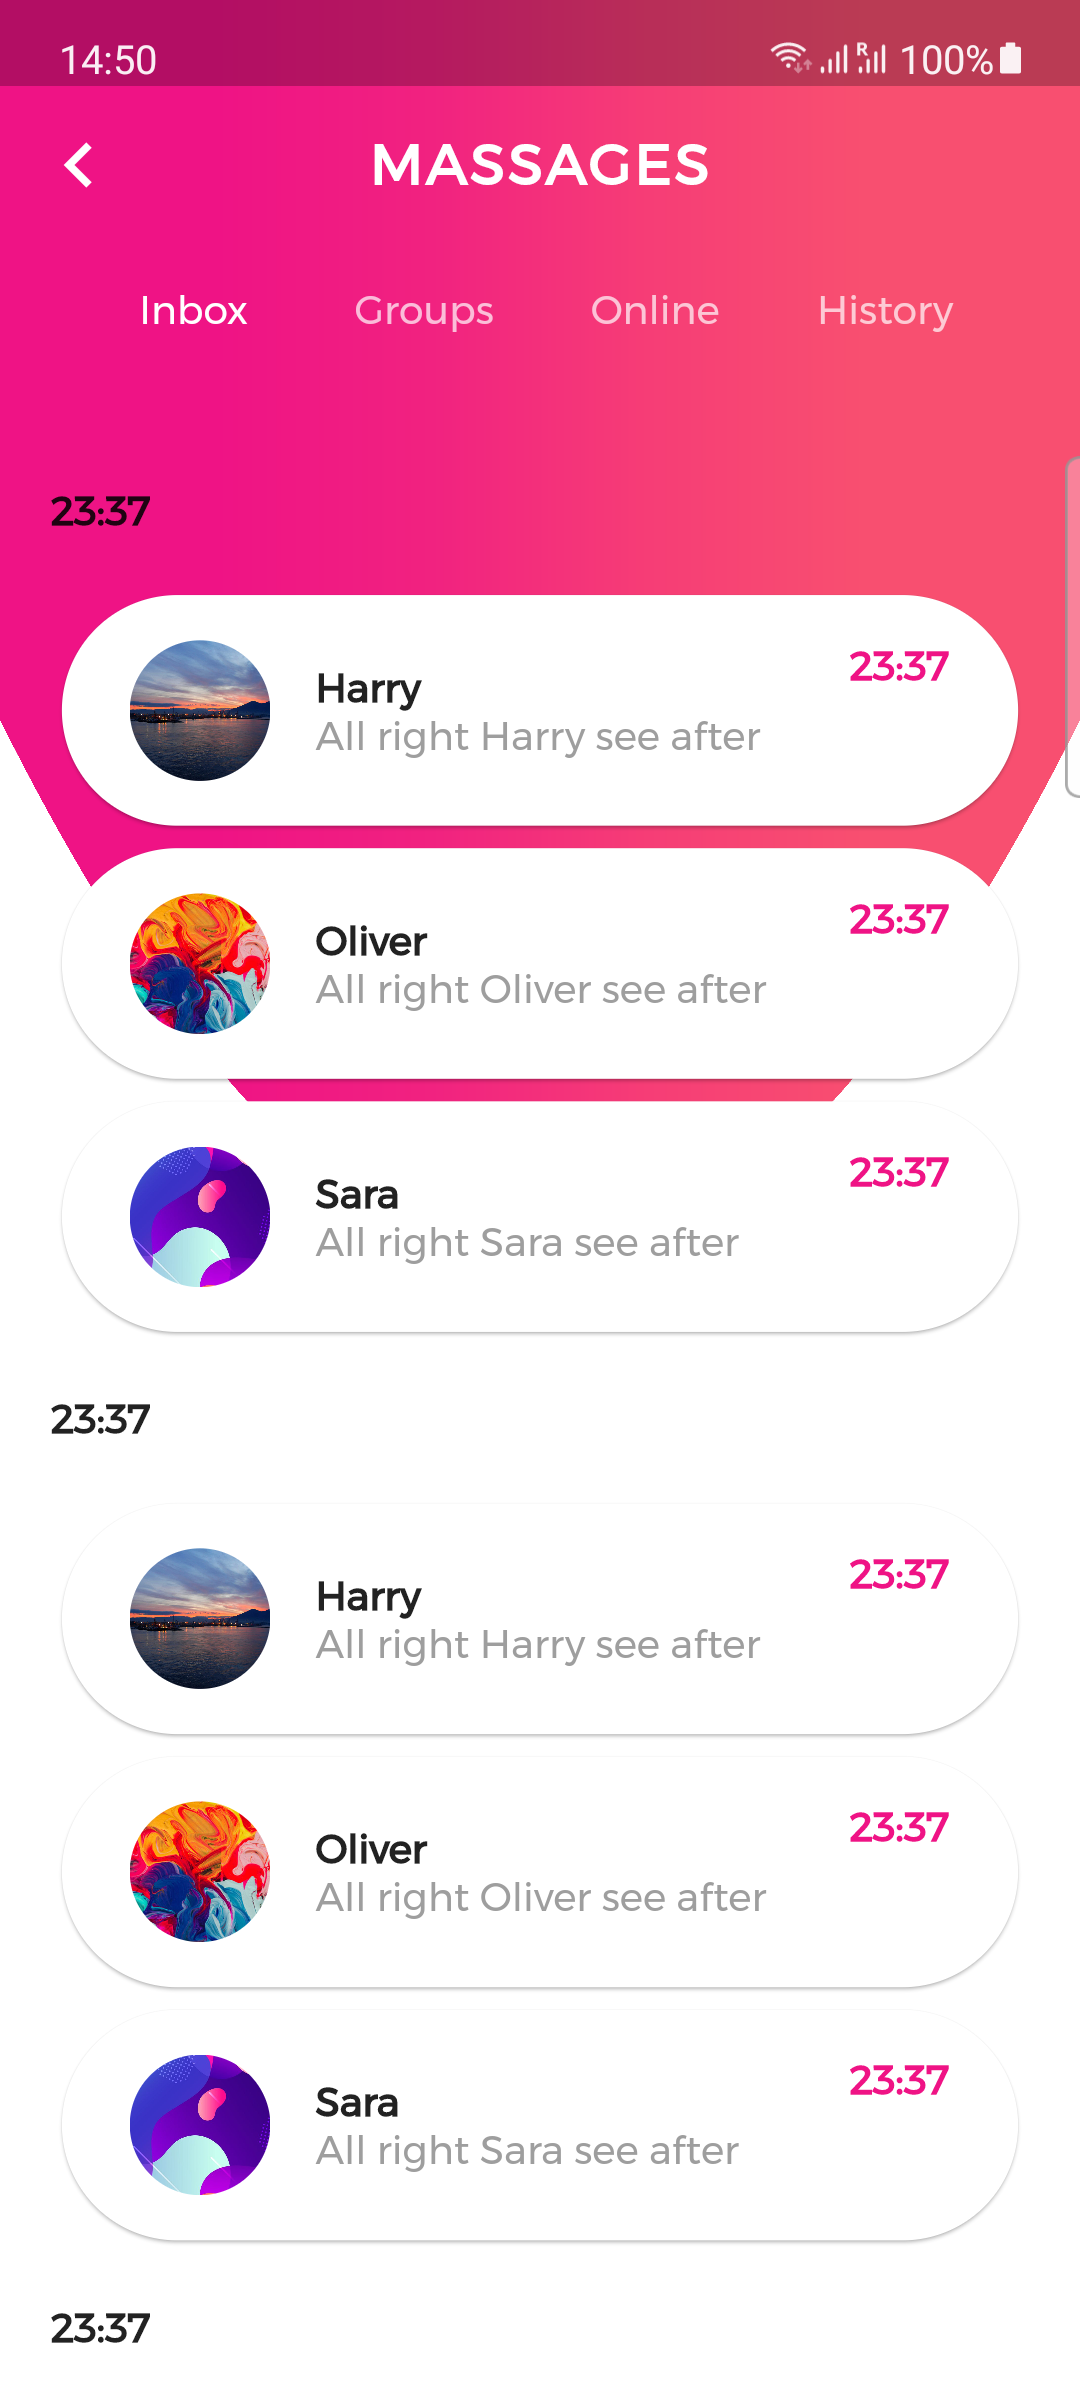 14:50
R 100%
MASSAGES
Inbox Groups Online History
23:37
Harry 23:37
All right Harry see after
Oliver 23:37
All right Oliver see after
Sara 23:37
All right Sara see after
23:37
Harry 23:37
All right Harry see after
Oliver 23:37
All right Oliver see after
Sara 23:37
All right Sara see after
23:37